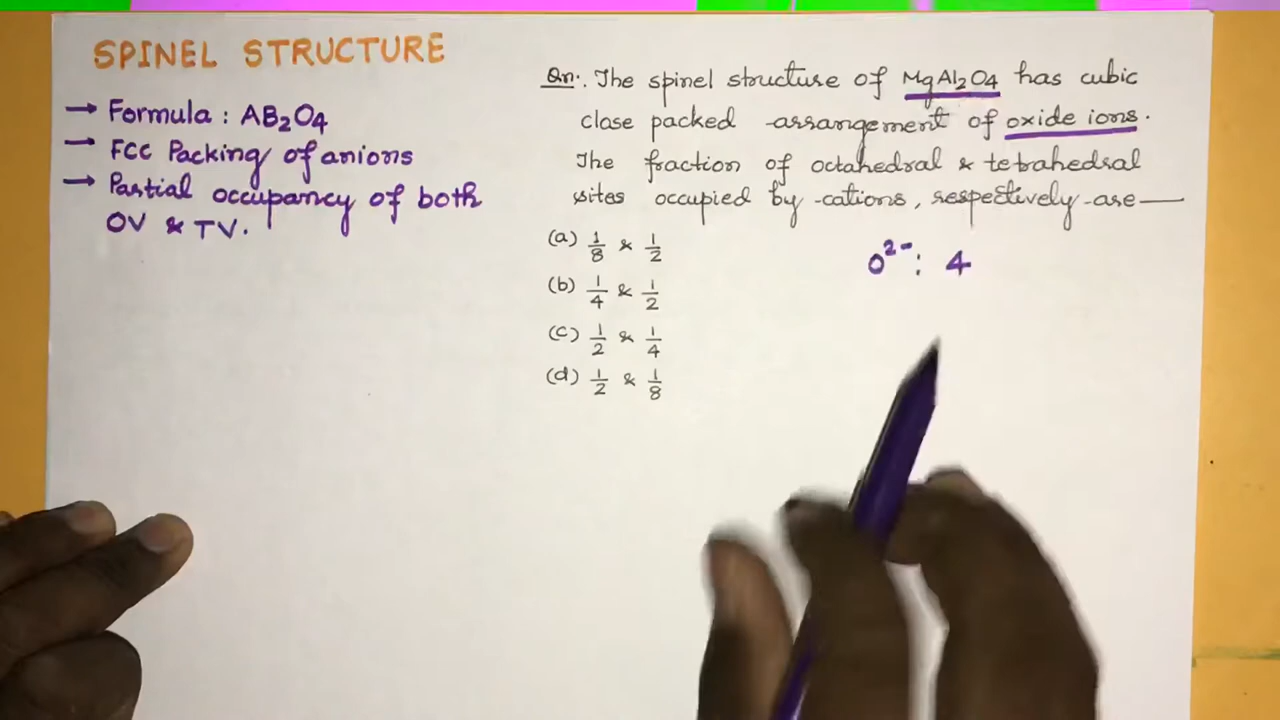 SPINEL STRUCTURE
→ Formula : AB₂O₄
→ FCC Packing of anions
→ Partial occupancy of both
OV & TV.
Qn:. The spinel structure of MgAl₂O₄ has cubic
close packed arrangement of oxide ions.
The fraction of octahedral & tetrahedral
sites occupied by cations, respectively are —
(a) 1/8 & 1/2
(b) 1/4 & 1/2
(c) 1/2 & 1/4
(d) 1/2 & 1/8
O²⁻ : 4